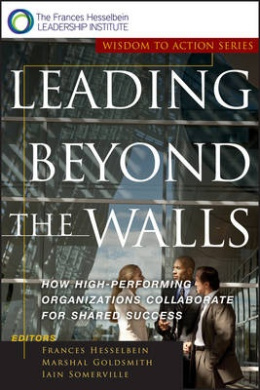 The Frances Hesselbein
LEADERSHIP INSTITUTE
WISDOM TO ACTION SERIES
LEADING
BEYOND
THE WALLS
HOW HIGH-PERFORMING
ORGANIZATIONS COLLABORATE
FOR SHARED SUCCESS
EDITORS
FRANCES HESSELBEIN
MARSHAL GOLDSMITH
IAIN SOMERVILLE